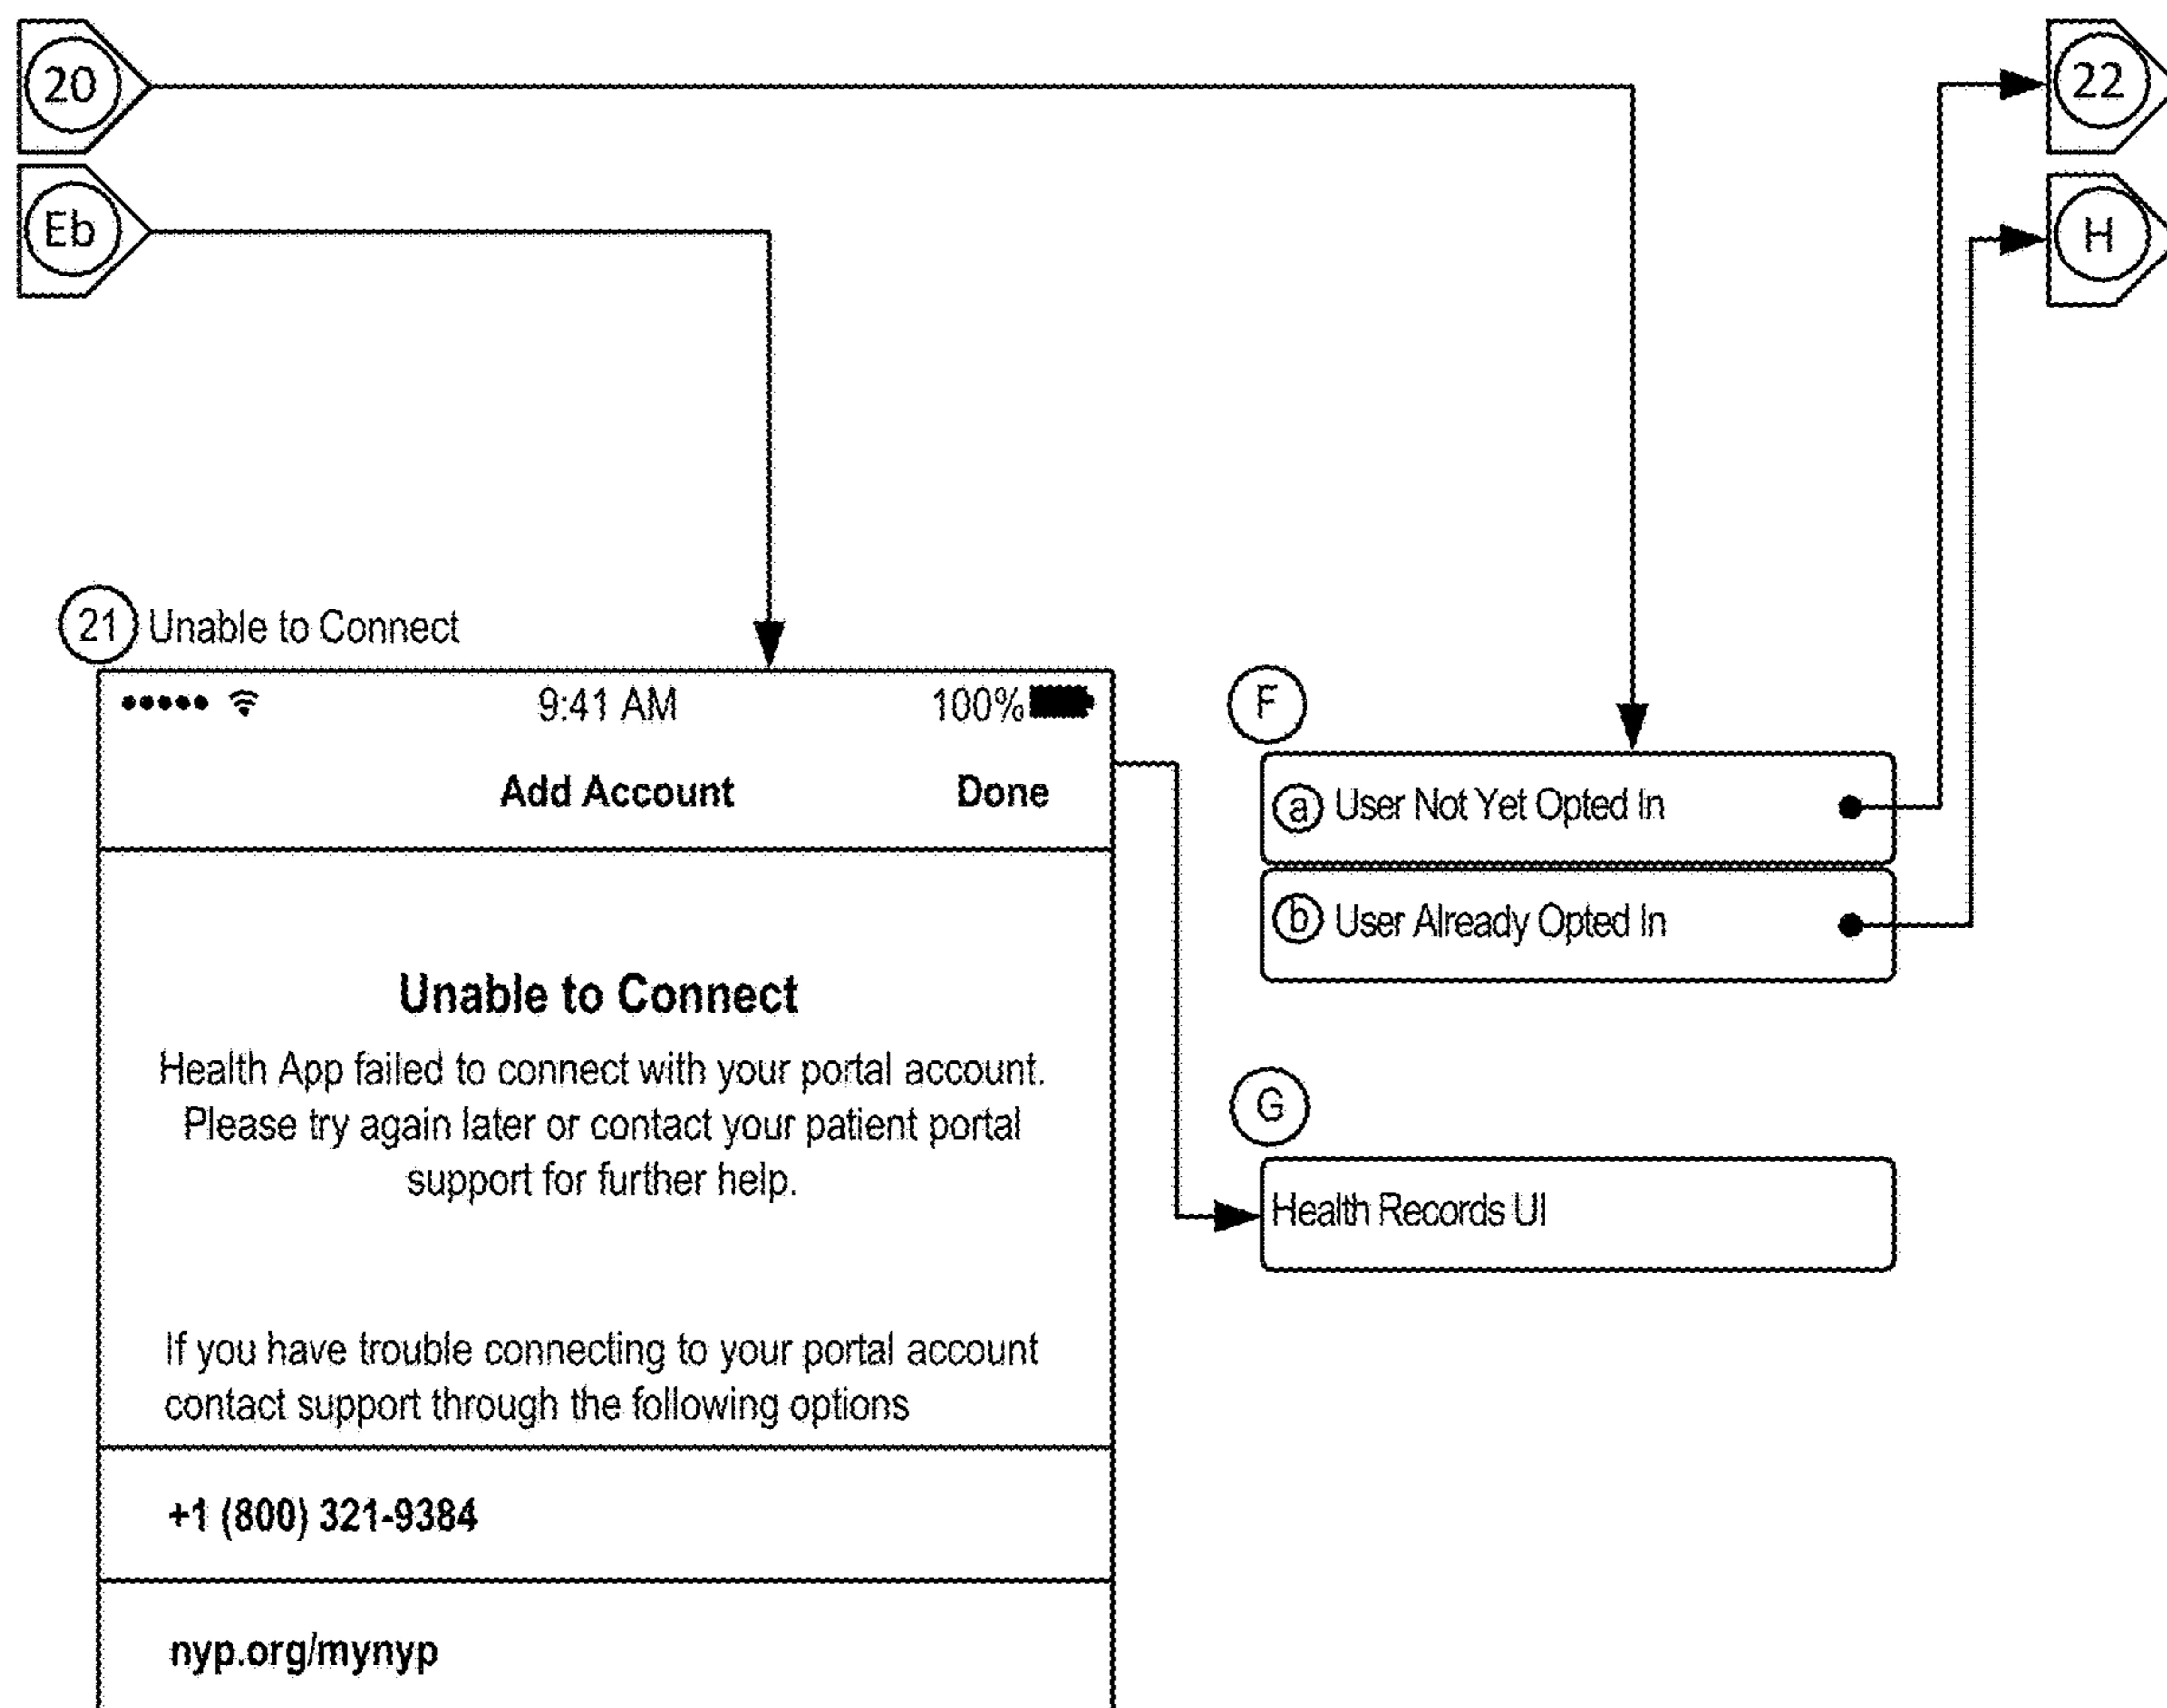 20
22
Eb
H
21 Unable to Connect
9:41 AM 100%
Add Account Done
Unable to Connect
Health App failed to connect with your portal account.
Please try again later or contact your patient portal
support for further help.
If you have trouble connecting to your portal account
contact support through the following options
+1 (800) 321-9384
nyp.org/mynyp
F
a User Not Yet Opted In
b User Already Opted In
G
Health Records UI